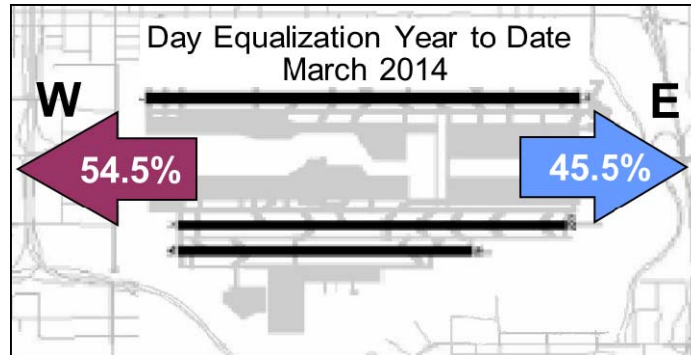 Day Equalization Year to Date
March 2014
W
E
54.5%
45.5%